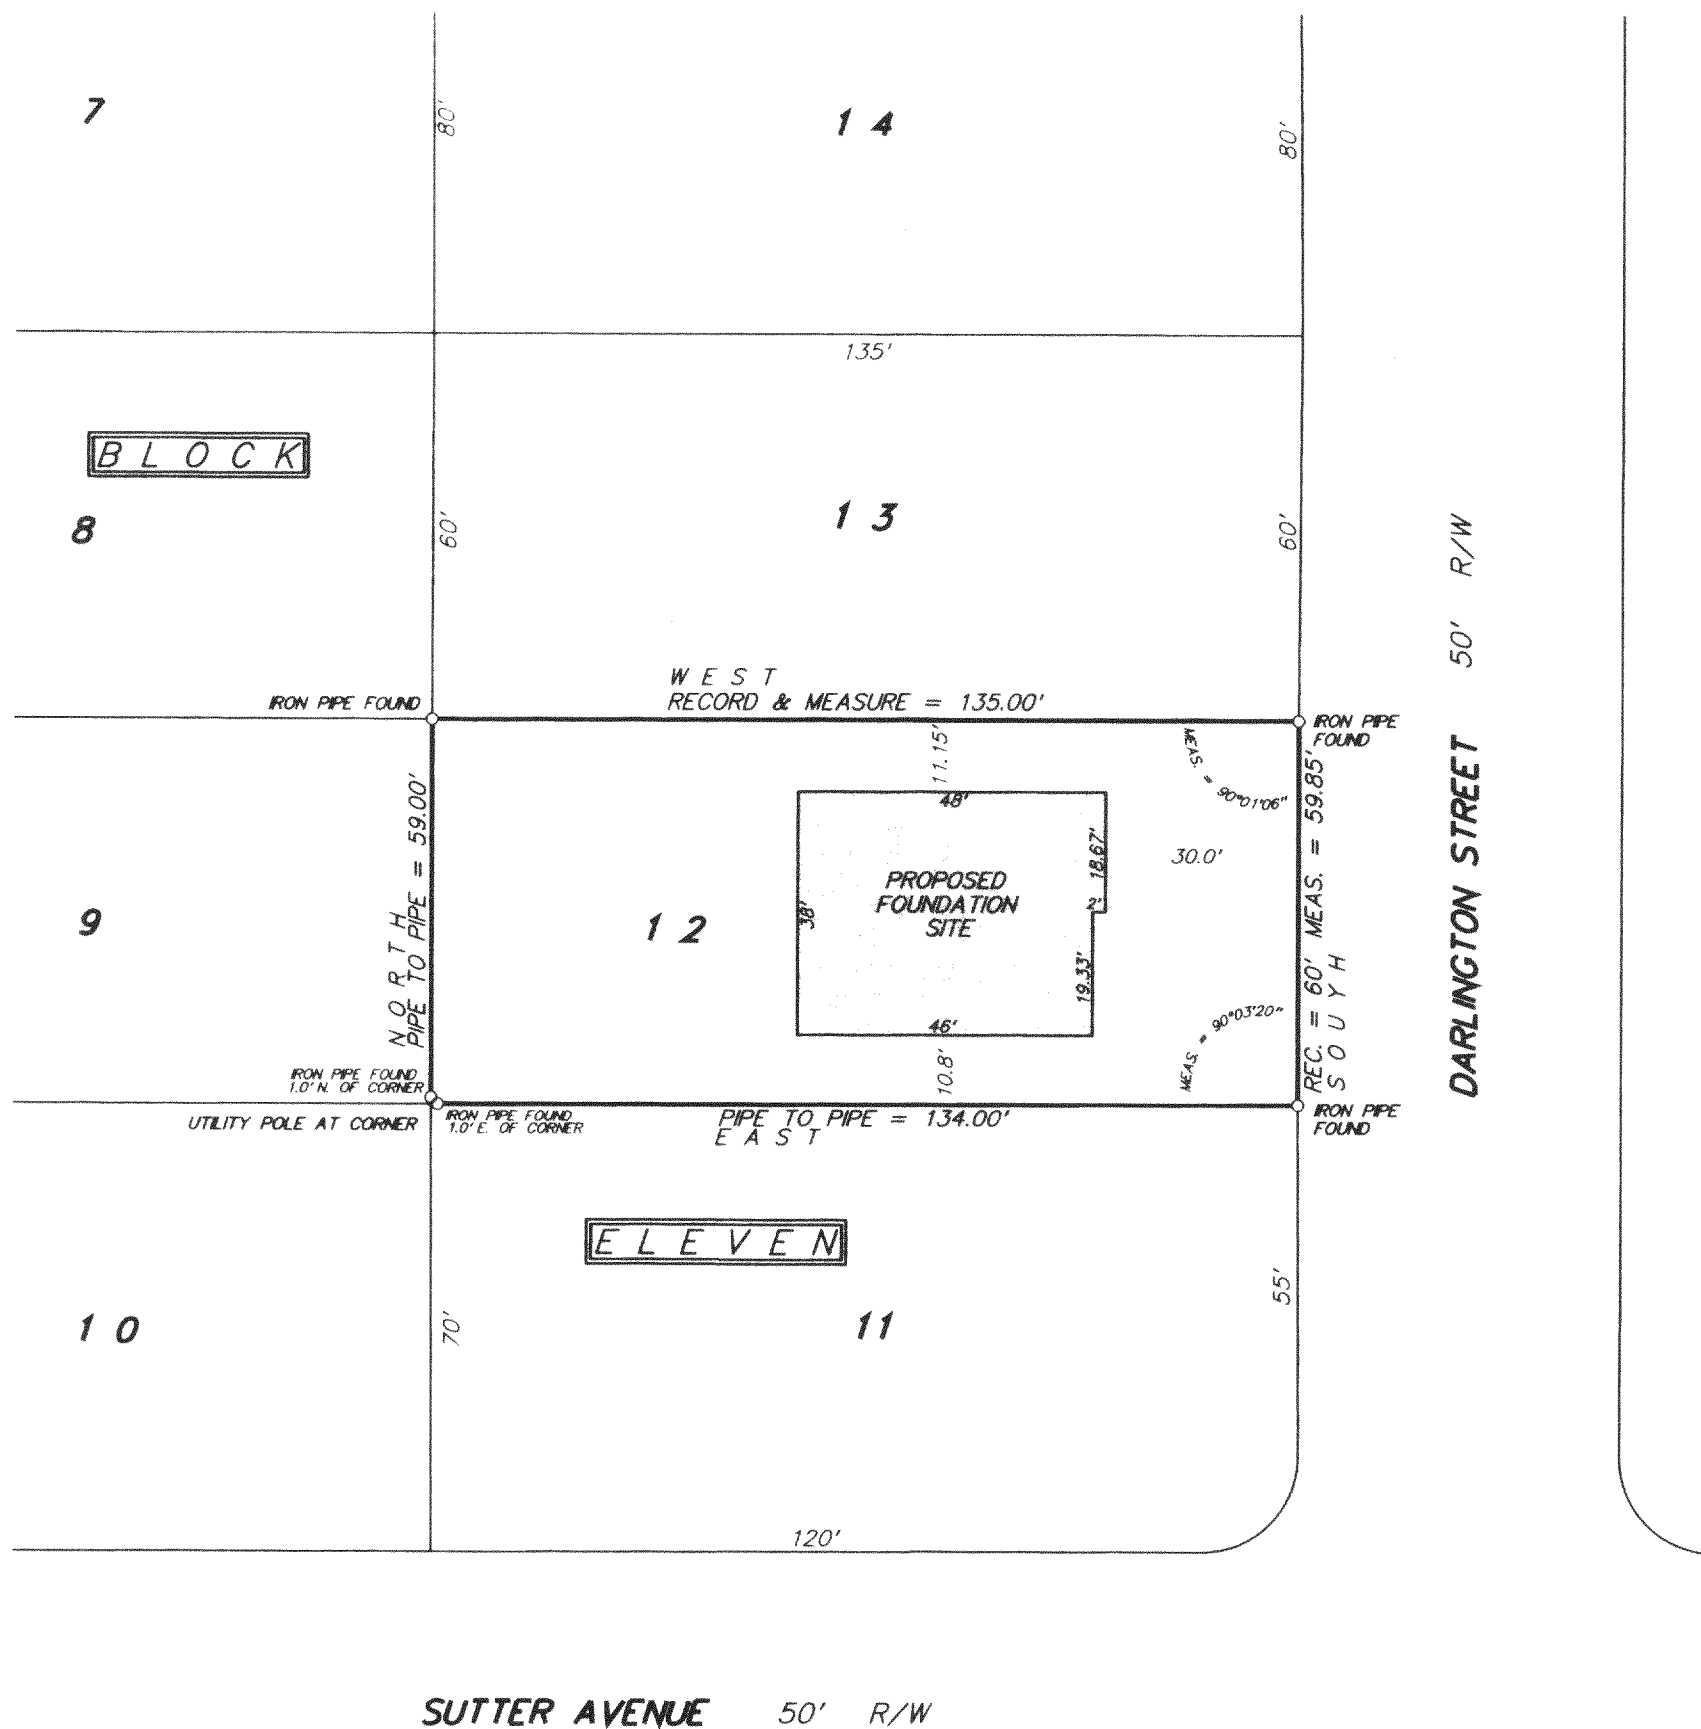 7
80'
1 4
80'
135'
BLOCK
8
60'
1 3
60'
50' R/W
WEST
RECORD & MEASURE = 135.00'
IRON PIPE FOUND
IRON PIPE
FOUND
11.15'
MEAS. = 90°01'06"
48'
NORTH
PIPE TO PIPE = 59.00'
9
1 2
38'
PROPOSED
FOUNDATION
SITE
18.67'
2'
19.33'
30.0'
46'
10.8'
MEAS. = 90°03'20"
REC. = 60' MEAS. = 59.85'
SOUYH
DARLINGTON STREET
IRON PIPE FOUND
1.0' N. OF CORNER
UTILITY POLE AT CORNER
IRON PIPE FOUND
1.0' E. OF CORNER
PIPE TO PIPE = 134.00'
EAST
IRON PIPE
FOUND
ELEVEN
1 0
70'
11
55'
120'
SUTTER AVENUE 50' R/W